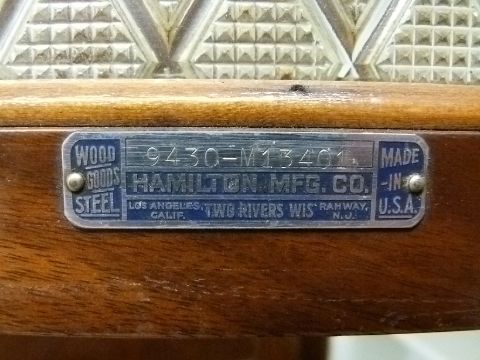 WOOD
GOODS
STEEL
9430-M13401
HAMILTON MFG. CO.
LOS ANGELES, CALIF.
TWO RIVERS WIS
RAHWAY, N.J.
MADE
-IN-
U.S.A.